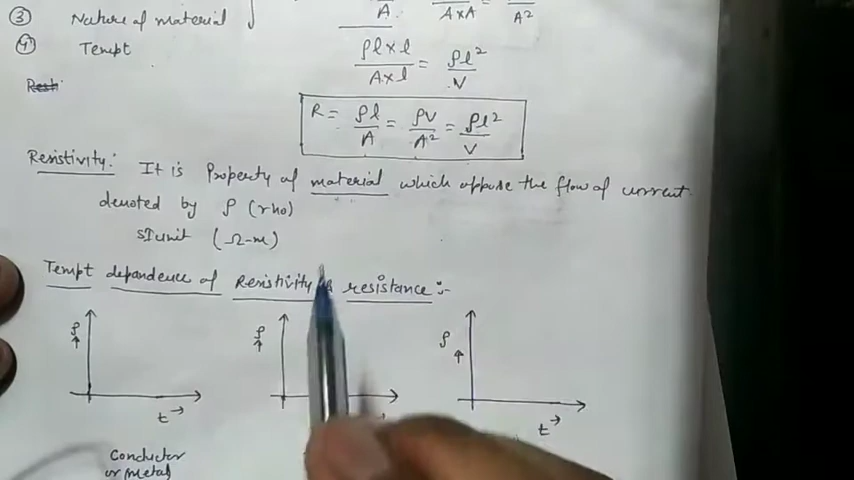 ③ Nature of material
A
A×A
A²
④ Tempt
ρl×l / A×l = ρl² / V
R = ρl / A = ρV / A² = ρl² / V
Resistivity:- It is Property of material which oppose the flow of current.
denoted by ρ (rho)
SI unit (Ω-m)
Tempt dependence of Resistivity & resistance:-
ρ ρ ρ
t t
Conductor
or Metal